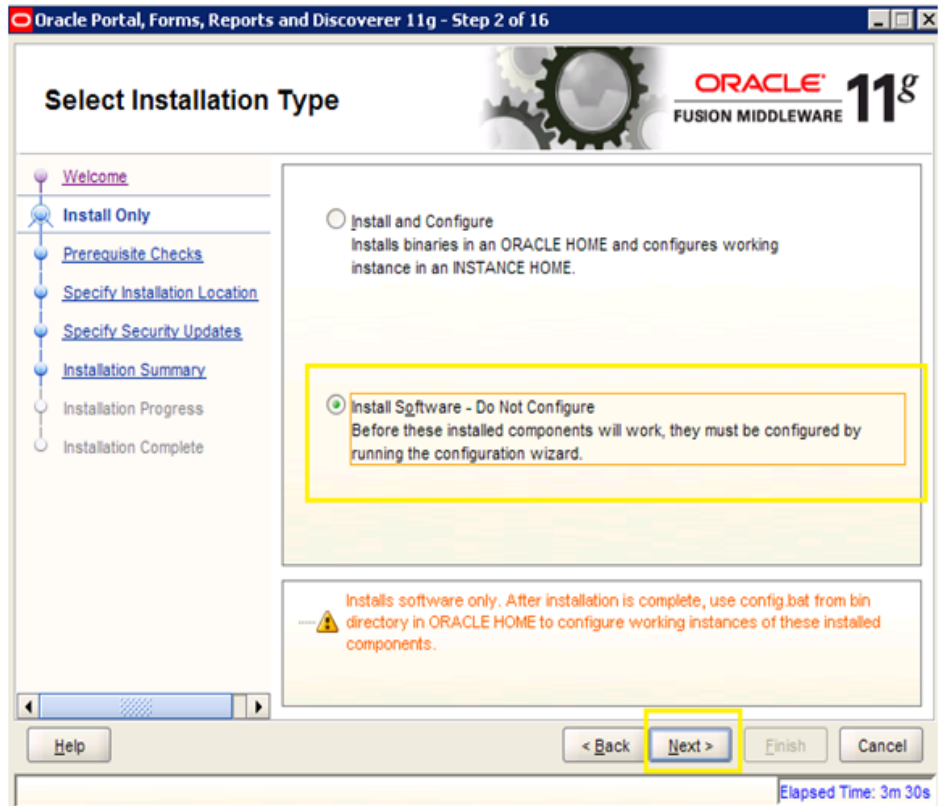 Oracle Portal, Forms, Reports and Discoverer 11g - Step 2 of 16
Select Installation Type
ORACLE
FUSION MIDDLEWARE
11g
Welcome
Install Only
Prerequisite Checks
Specify Installation Location
Specify Security Updates
Installation Summary
Installation Progress
Installation Complete
Install and Configure
Installs binaries in an ORACLE HOME and configures working
instance in an INSTANCE HOME.
Install Software - Do Not Configure
Before these installed components will work, they must be configured by
running the configuration wizard.
Installs software only. After installation is complete, use config.bat from bin
directory in ORACLE HOME to configure working instances of these installed
components.
Help
< Back
Next >
Finish
Cancel
Elapsed Time: 3m 30s